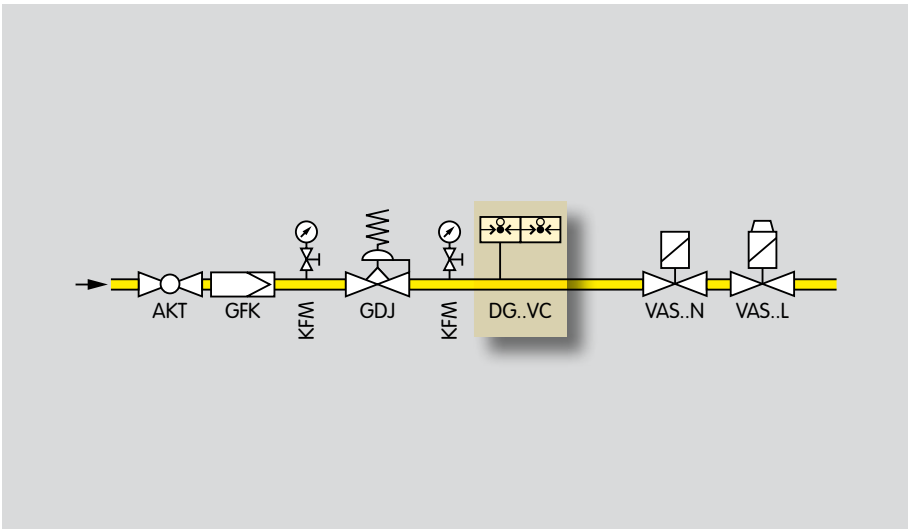 AKT
GFK
KFM
GDJ
KFM
DG..VC
VAS..N
VAS..L